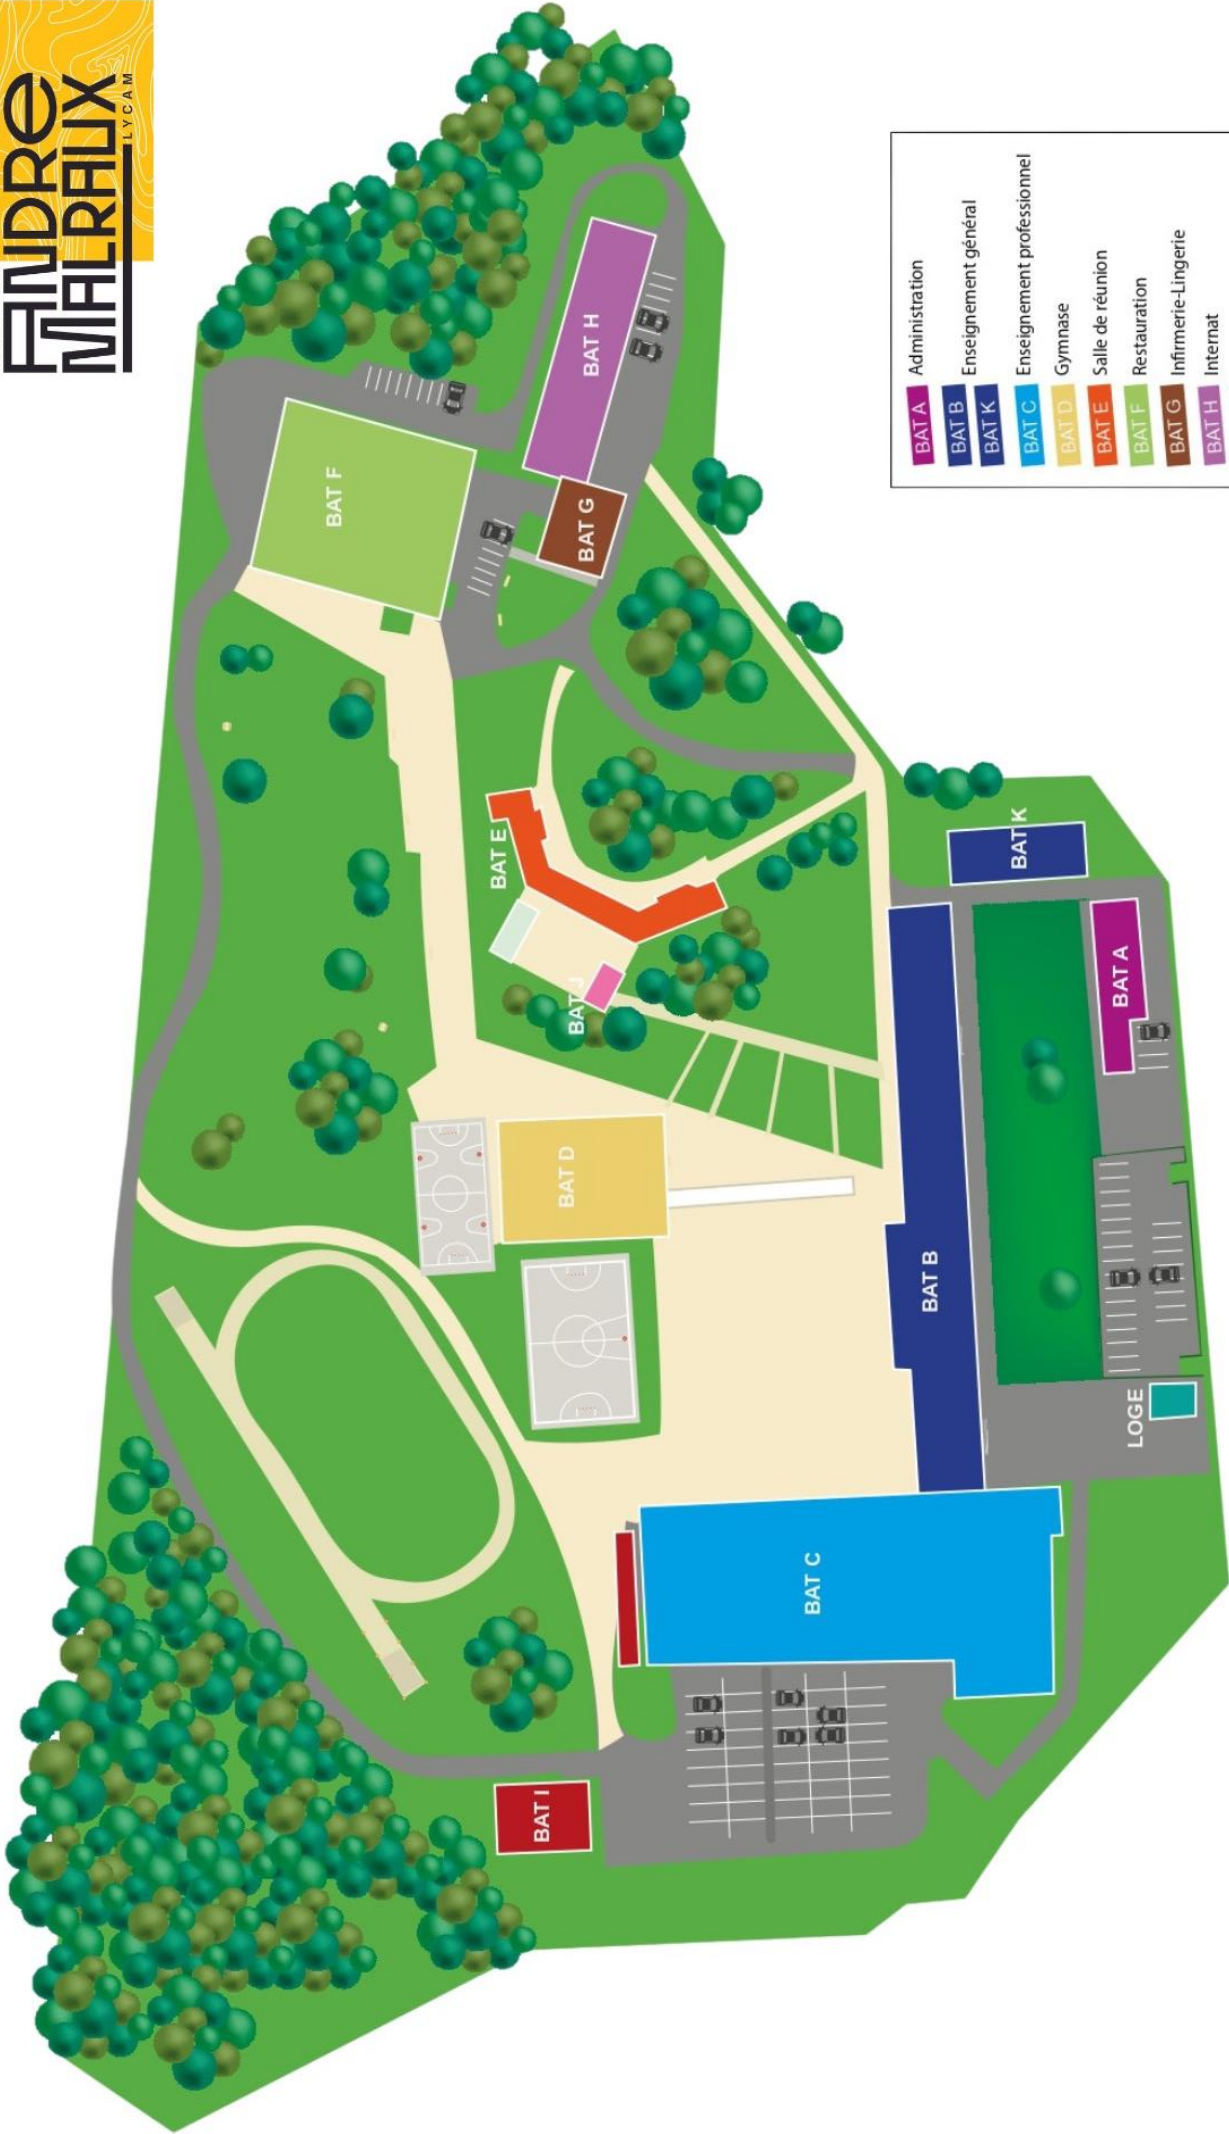 ANDRE
MALRAUX
LYCAM
BAT F
BAT H
BAT G
BAT E
BAT J
BAT K
BAT A
BAT D
BAT B
LOGE
BAT C
BAT I
BAT A Administration
BAT B Enseignement général
BAT K
BAT C Enseignement professionnel
BAT D Gymnase
BAT E Salle de réunion
BAT F Restauration
BAT G Infirmerie-Lingerie
BAT H Internat